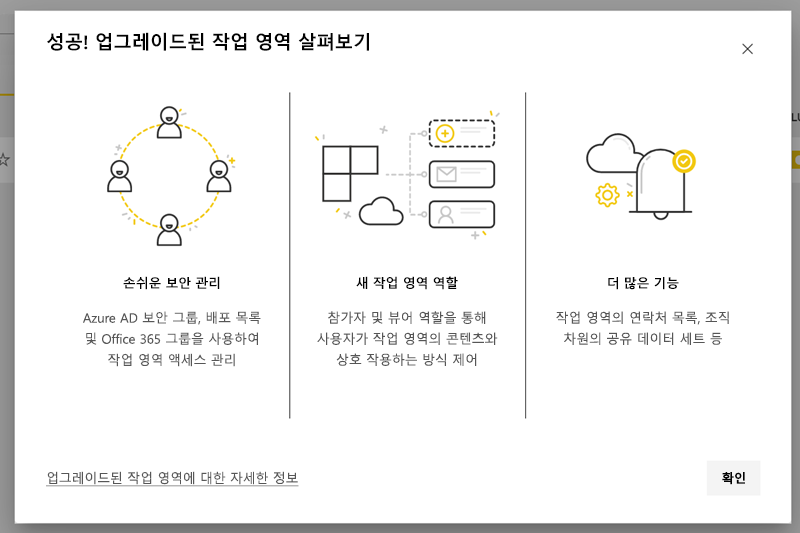 성공! 업그레이드된 작업 영역 살펴보기
손쉬운 보안 관리
Azure AD 보안 그룹, 배포 목록
및 Office 365 그룹을 사용하여
작업 영역 액세스 관리
새 작업 영역 역할
참가자 및 뷰어 역할을 통해
사용자가 작업 영역의 콘텐츠와
상호 작용하는 방식 제어
더 많은 기능
작업 영역의 연락처 목록, 조직
차원의 공유 데이터 세트 등
업그레이드된 작업 영역에 대한 자세한 정보
확인